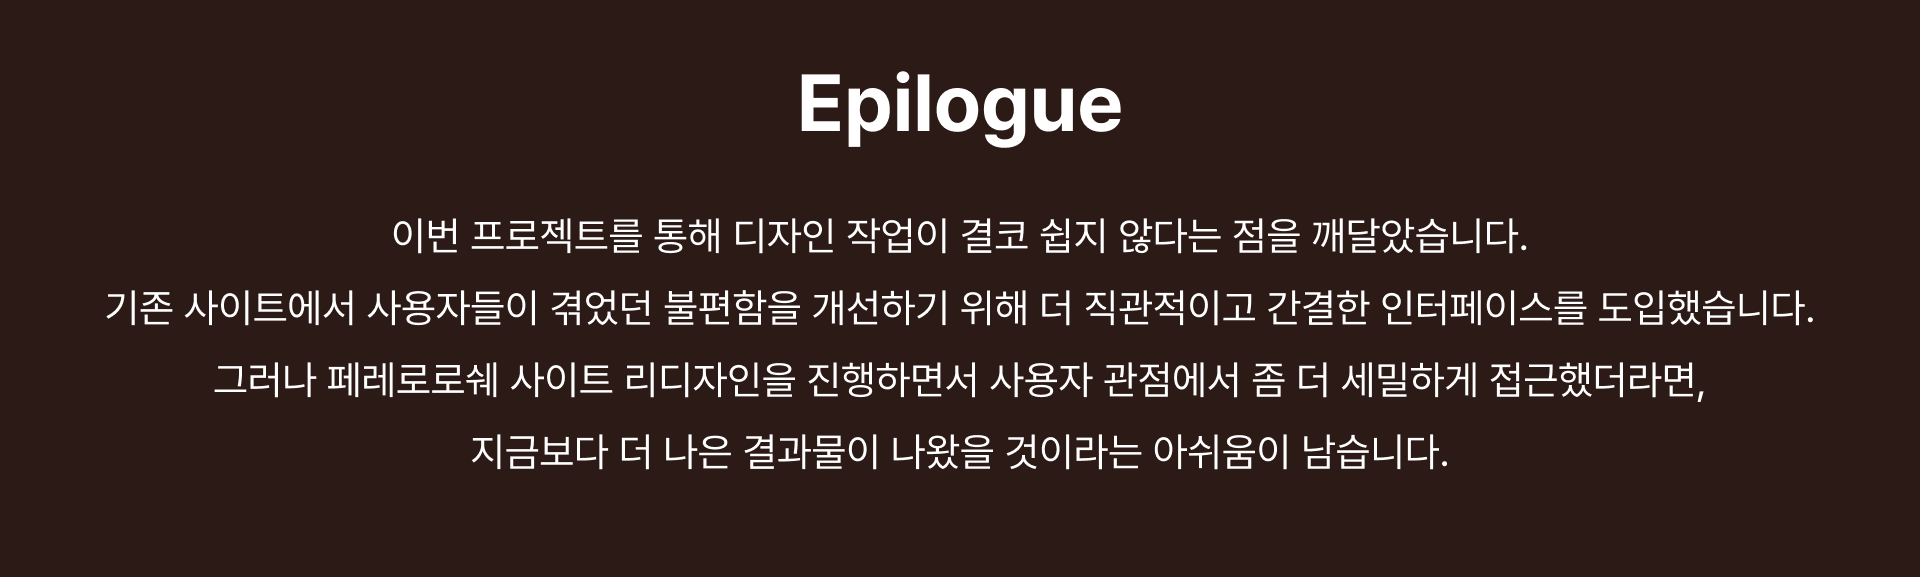 Epilogue
이번 프로젝트를 통해 디자인 작업이 결코 쉽지 않다는 점을 깨달았습니다.
기존 사이트에서 사용자들이 겪었던 불편함을 개선하기 위해 더 직관적이고 간결한 인터페이스를 도입했습니다.
그러나 페레로로쉐 사이트 리디자인을 진행하면서 사용자 관점에서 좀 더 세밀하게 접근했더라면,
지금보다 더 나은 결과물이 나왔을 것이라는 아쉬움이 남습니다.